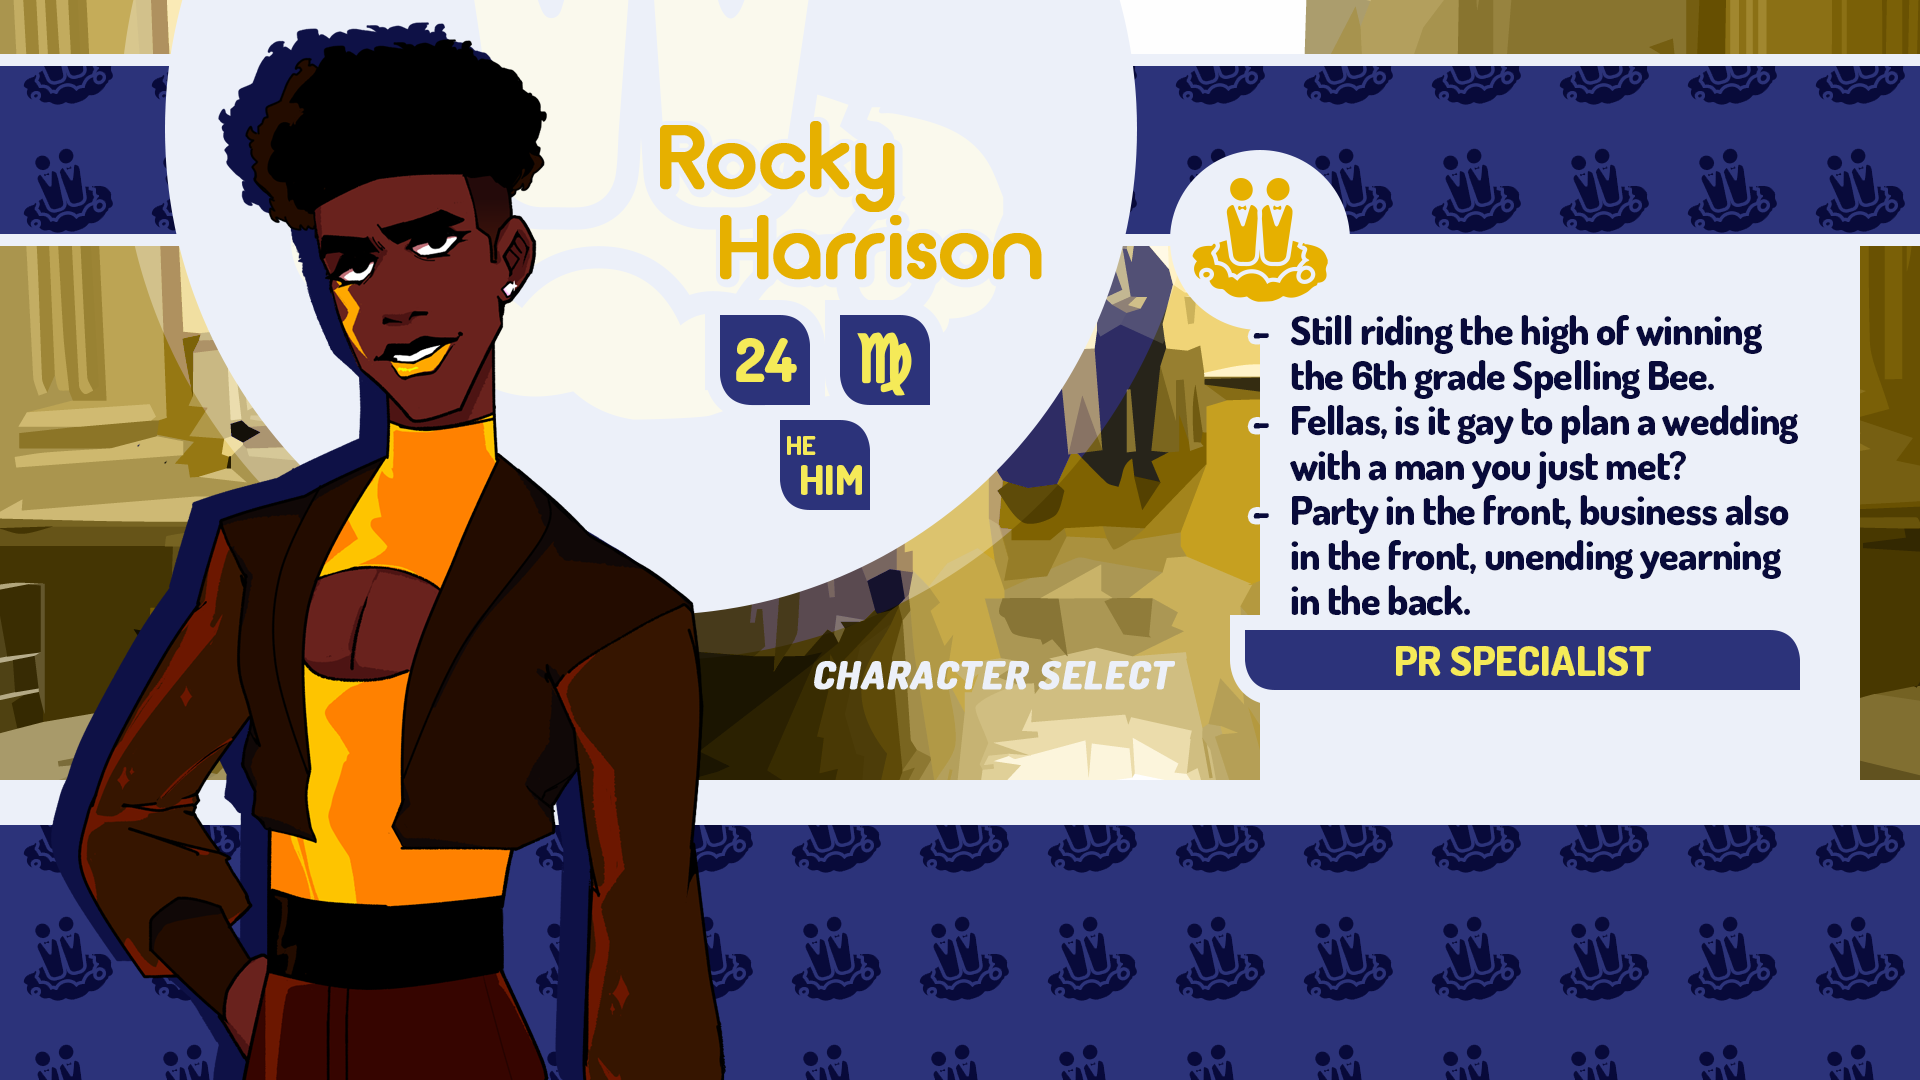 Rocky
Harrison
24
♍
HE
HIM
- Still riding the high of winning
the 6th grade Spelling Bee.
- Fellas, is it gay to plan a wedding
with a man you just met?
- Party in the front, business also
in the front, unending yearning
in the back.
CHARACTER SELECT
PR SPECIALIST